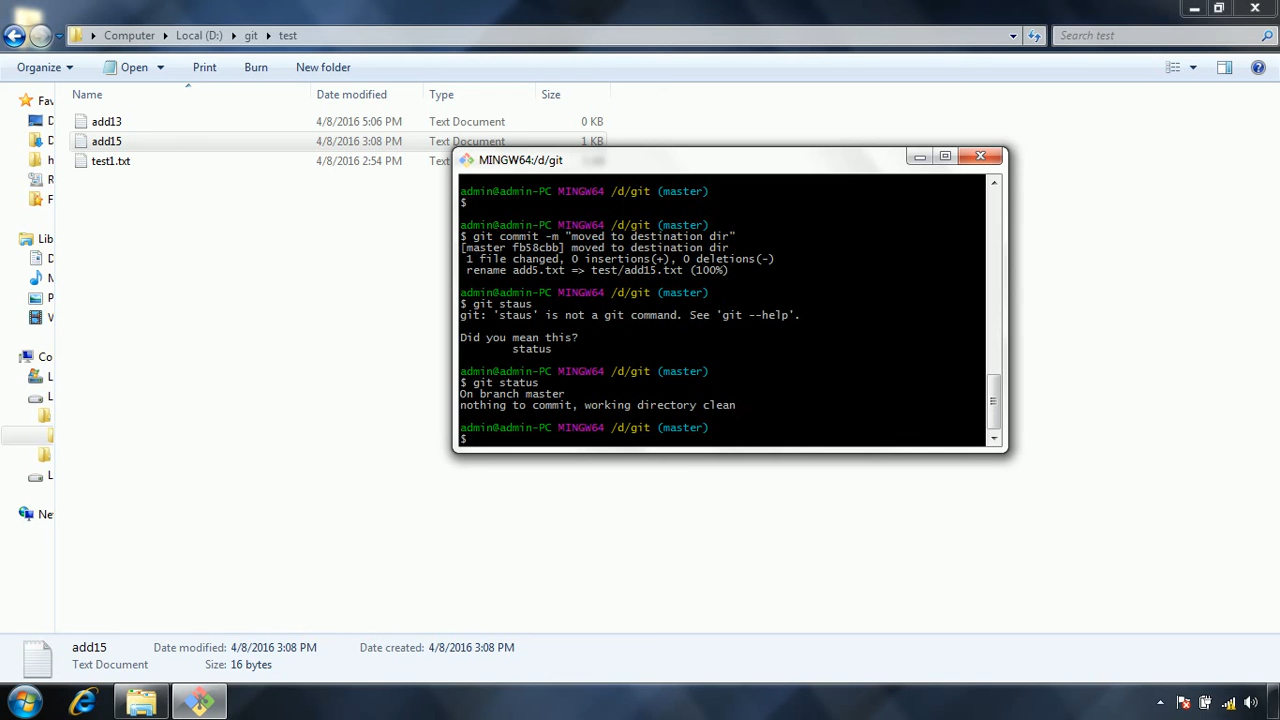 Computer Local (D:) git test
Search test
Organize Open Print Burn New folder
Name Date modified Type Size
add13 4/8/2016 5:06 PM Text Document 0 KB
add15 4/8/2016 3:08 PM Text Document 1 KB
test1.txt 4/8/2016 2:54 PM
Fav
Lib
Co
Ne
MINGW64:/d/git
admin@admin-PC MINGW64 /d/git (master)
$
admin@admin-PC MINGW64 /d/git (master)
$ git commit -m "moved to destination dir"
[master fb58cbb] moved to destination dir
1 file changed, 0 insertions(+), 0 deletions(-)
rename add5.txt => test/add15.txt (100%)
admin@admin-PC MINGW64 /d/git (master)
$ git staus
git: 'staus' is not a git command. See 'git --help'.
Did you mean this?
status
admin@admin-PC MINGW64 /d/git (master)
$ git status
On branch master
nothing to commit, working directory clean
admin@admin-PC MINGW64 /d/git (master)
$
add15 Date modified: 4/8/2016 3:08 PM Date created: 4/8/2016 3:08 PM
Text Document Size: 16 bytes